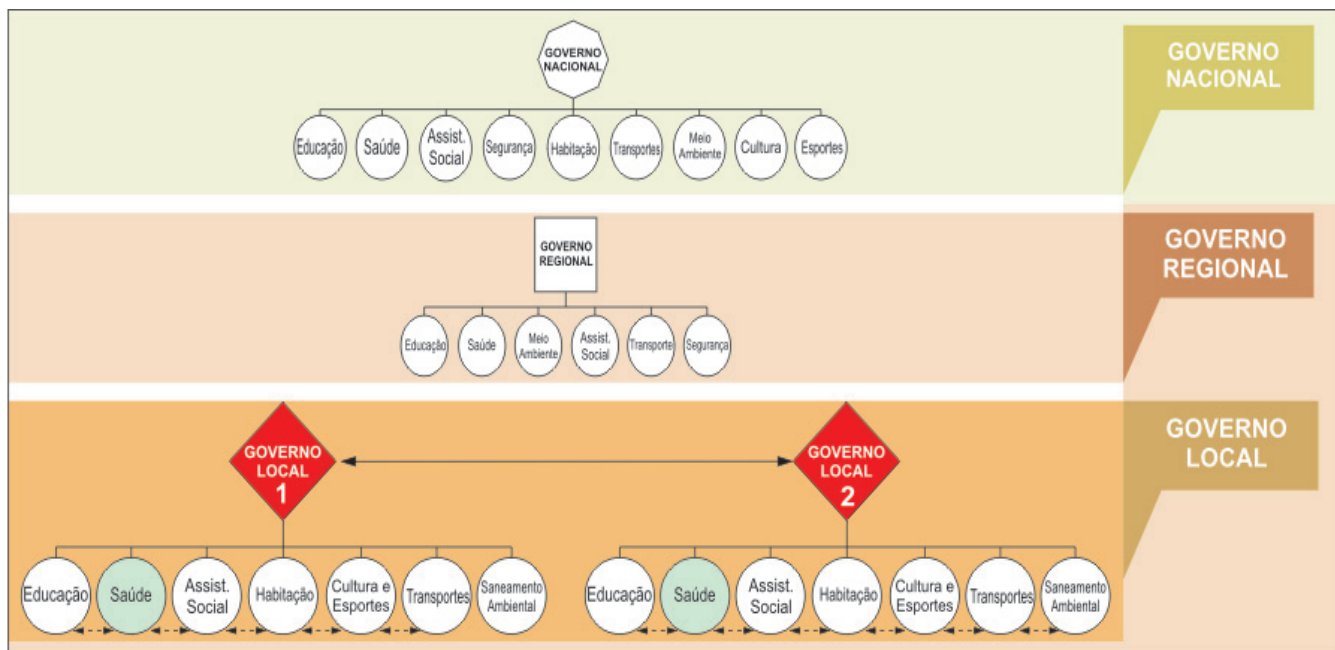 GOVERNO
NACIONAL
GOVERNO
NACIONAL
Educação
Saúde
Assist.
Social
Segurança
Habitação
Transportes
Meio
Ambiente
Cultura
Esportes
GOVERNO
REGIONAL
GOVERNO
REGIONAL
Educação
Saúde
Meio
Ambiente
Assist.
Social
Transporte
Segurança
GOVERNO
LOCAL
1
GOVERNO
LOCAL
2
GOVERNO
LOCAL
Educação
Saúde
Assist.
Social
Habitação
Cultura e
Esportes
Transportes
Saneamento
Ambiental
Educação
Saúde
Assist.
Social
Habitação
Cultura e
Esportes
Transportes
Saneamento
Ambiental